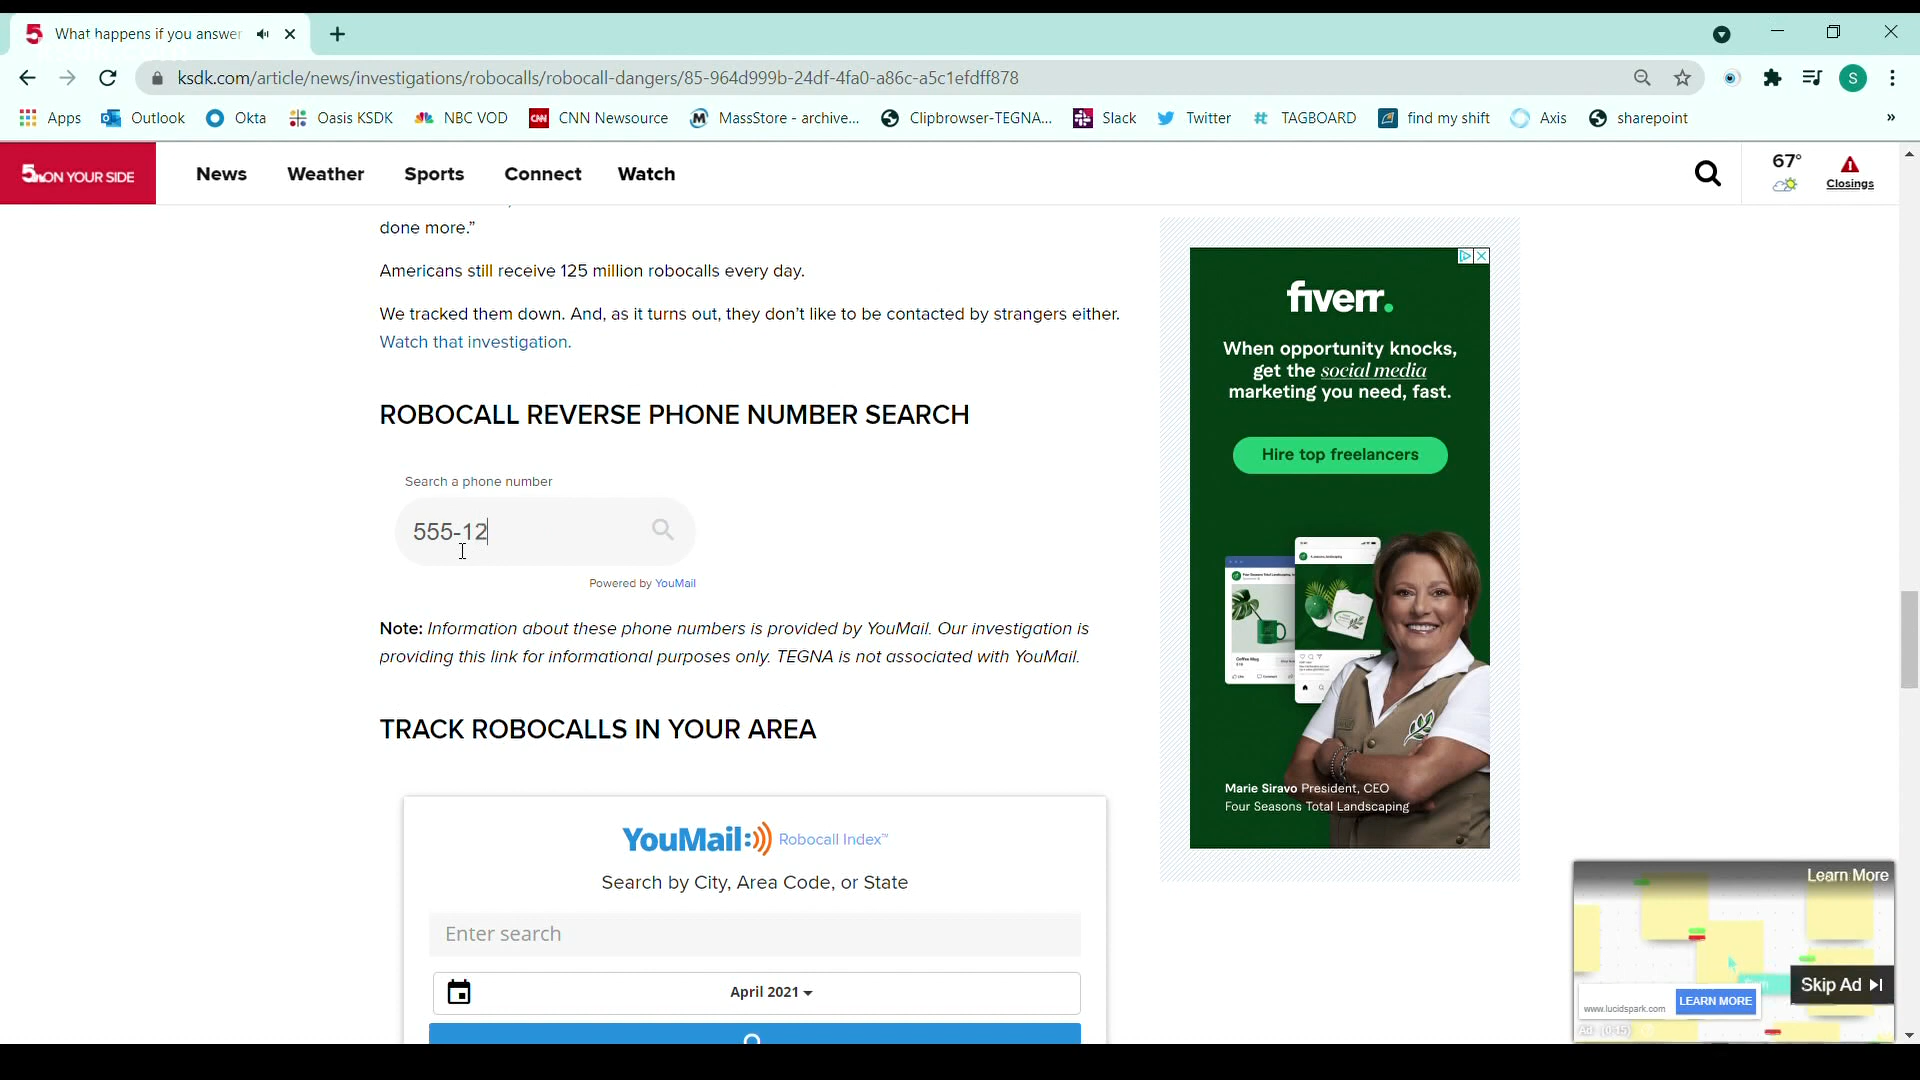 What happens if you answer
ksdk.com/article/news/investigations/robocalls/robocall-dangers/85-964d999b-24df-4fa0-a86c-a5c1efdff878
S
Apps Outlook Okta Oasis KSDK NBC VOD CNN Newsource MassStore - archive... Clipbrowser-TEGNA... Slack Twitter TAGBOARD find my shift Axis sharepoint »
5 ON YOUR SIDE News Weather Sports Connect Watch 67° Closings
done more.”
Americans still receive 125 million robocalls every day.
We tracked them down. And, as it turns out, they don’t like to be contacted by strangers either.
Watch that investigation.
ROBOCALL REVERSE PHONE NUMBER SEARCH
Search a phone number
555-12
Powered by YouMail
Note: Information about these phone numbers is provided by YouMail. Our investigation is
providing this link for informational purposes only. TEGNA is not associated with YouMail.
TRACK ROBOCALLS IN YOUR AREA
YouMail Robocall Index™
Search by City, Area Code, or State
Enter search
April 2021
fiverr.
When opportunity knocks,
get the social media
marketing you need, fast.
Hire top freelancers
Marie Siravo President, CEO
Four Seasons Total Landscaping
Learn More
Skip Ad
www.lucidspark.com
LEARN MORE
Ad (0:15)